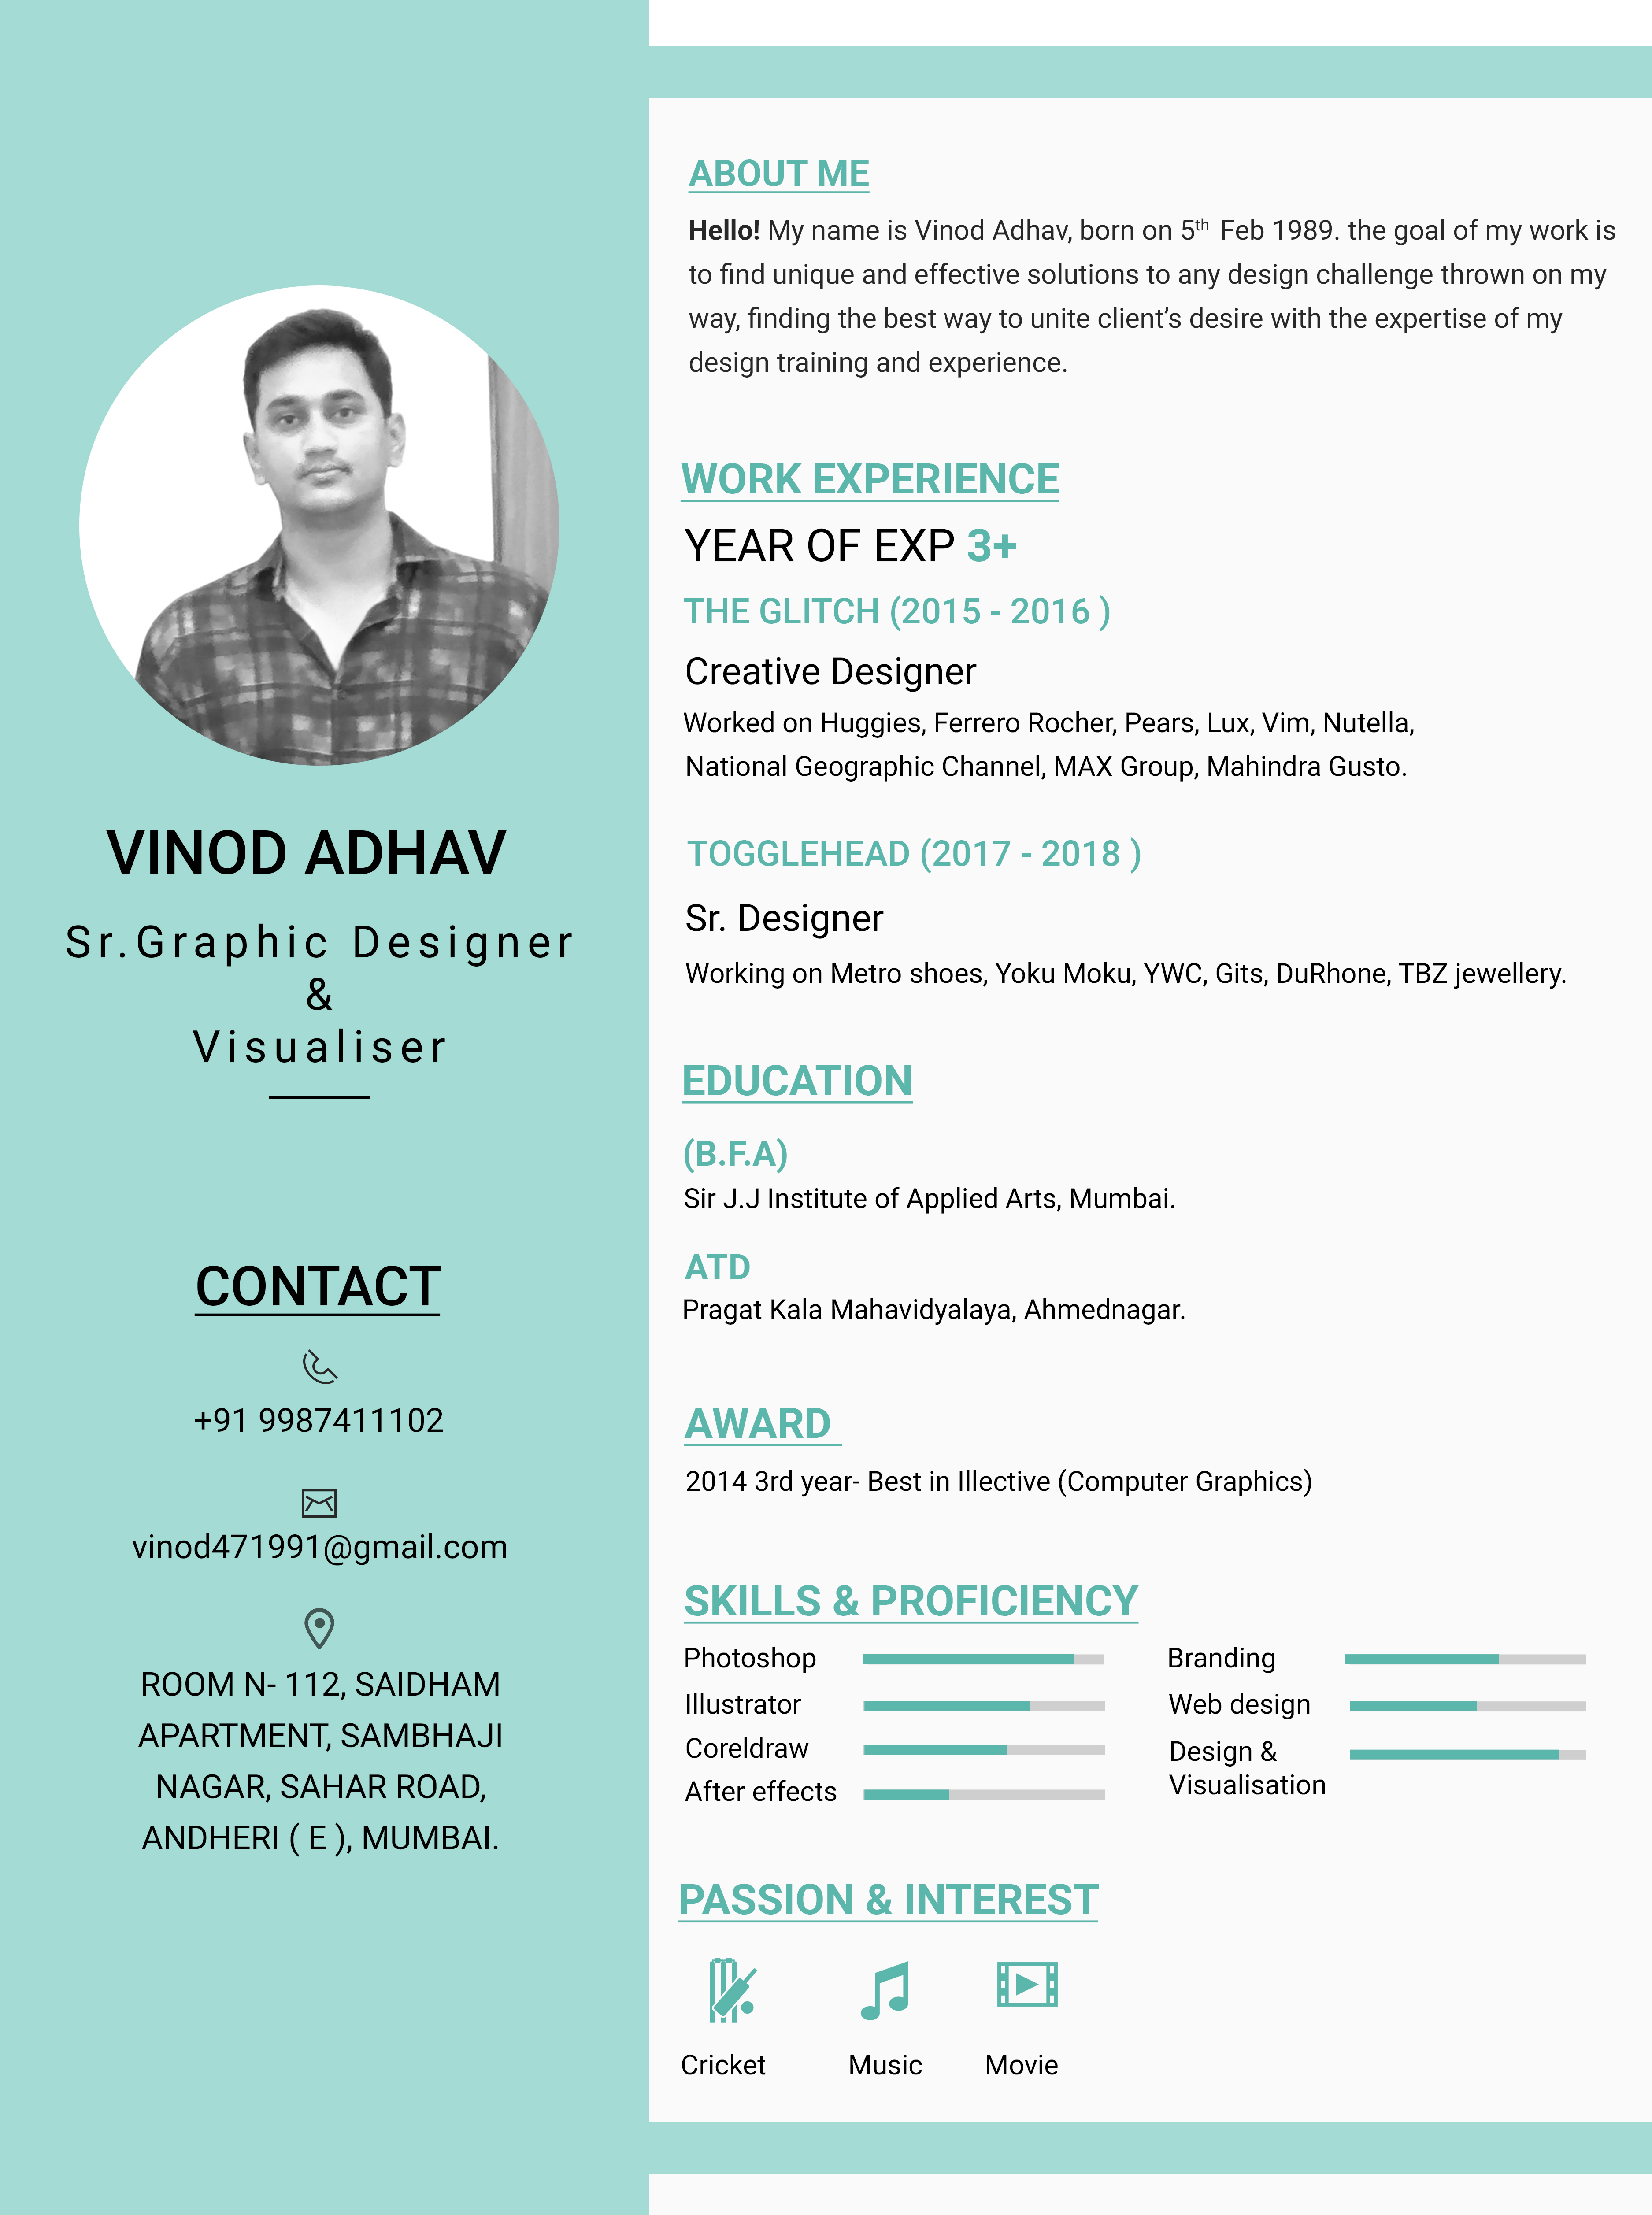 VINOD ADHAV
Sr.Graphic Designer
&
Visualiser
CONTACT
+91 9987411102
vinod471991@gmail.com
ROOM N- 112, SAIDHAM
APARTMENT, SAMBHAJI
NAGAR, SAHAR ROAD,
ANDHERI ( E ), MUMBAI.
ABOUT ME
Hello! My name is Vinod Adhav, born on 5th Feb 1989. the goal of my work is
to find unique and effective solutions to any design challenge thrown on my
way, finding the best way to unite client’s desire with the expertise of my
design training and experience.
WORK EXPERIENCE
YEAR OF EXP 3+
THE GLITCH (2015 - 2016 )
Creative Designer
Worked on Huggies, Ferrero Rocher, Pears, Lux, Vim, Nutella,
National Geographic Channel, MAX Group, Mahindra Gusto.
TOGGLEHEAD (2017 - 2018 )
Sr. Designer
Working on Metro shoes, Yoku Moku, YWC, Gits, DuRhone, TBZ jewellery.
EDUCATION
(B.F.A)
Sir J.J Institute of Applied Arts, Mumbai.
ATD
Pragat Kala Mahavidyalaya, Ahmednagar.
AWARD
2014 3rd year- Best in Illective (Computer Graphics)
SKILLS & PROFICIENCY
Photoshop
Illustrator
Coreldraw
After effects
Branding
Web design
Design &
Visualisation
PASSION & INTEREST
Cricket Music Movie